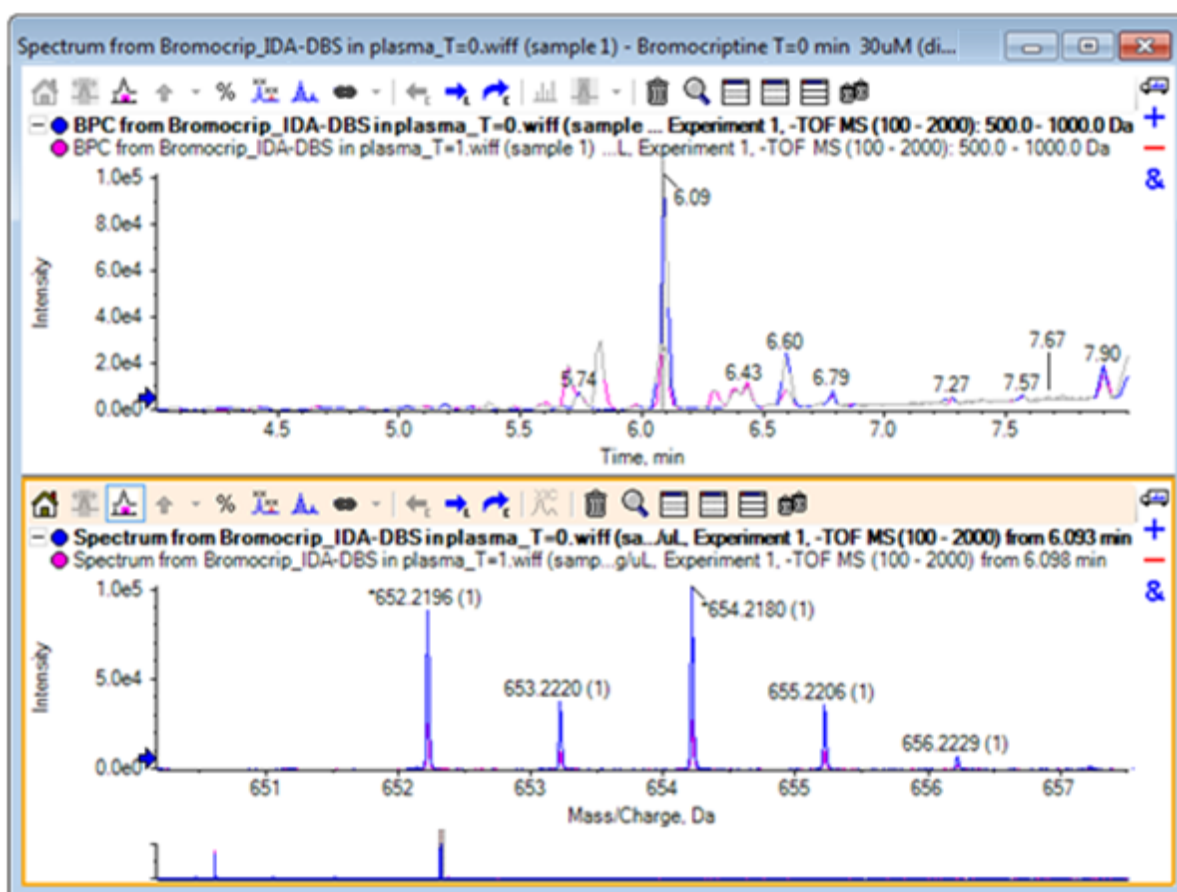 Spectrum from Bromocrip_IDA-DBS in plasma_T=0.wiff (sample 1) - Bromocriptine T=0 min 30uM (di...
%
BPC from Bromocrip_IDA-DBS in plasma_T=0.wiff (sample ... Experiment 1, -TOF MS (100 - 2000): 500.0 - 1000.0 Da
BPC from Bromocrip_IDA-DBS in plasma_T=1.wiff (sample 1) ...L, Experiment 1, -TOF MS (100 - 2000): 500.0 - 1000.0 Da
&
1.0e5
8.0e4
6.0e4
4.0e4
2.0e4
0.0e0
Intensity
6.09
5.74
6.43
6.60
6.79
7.27
7.57
7.67
7.90
4.5 5.0 5.5 6.0 6.5 7.0 7.5
Time, min
%
Spectrum from Bromocrip_IDA-DBS in plasma_T=0.wiff (sa.../uL, Experiment 1, -TOF MS (100 - 2000) from 6.093 min
Spectrum from Bromocrip_IDA-DBS in plasma_T=1.wiff (samp...g/uL, Experiment 1, -TOF MS (100 - 2000) from 6.098 min
&
1.0e5
5.0e4
0.0e0
Intensity
*652.2196 (1)
653.2220 (1)
*654.2180 (1)
655.2206 (1)
656.2229 (1)
651 652 653 654 655 656 657
Mass/Charge, Da